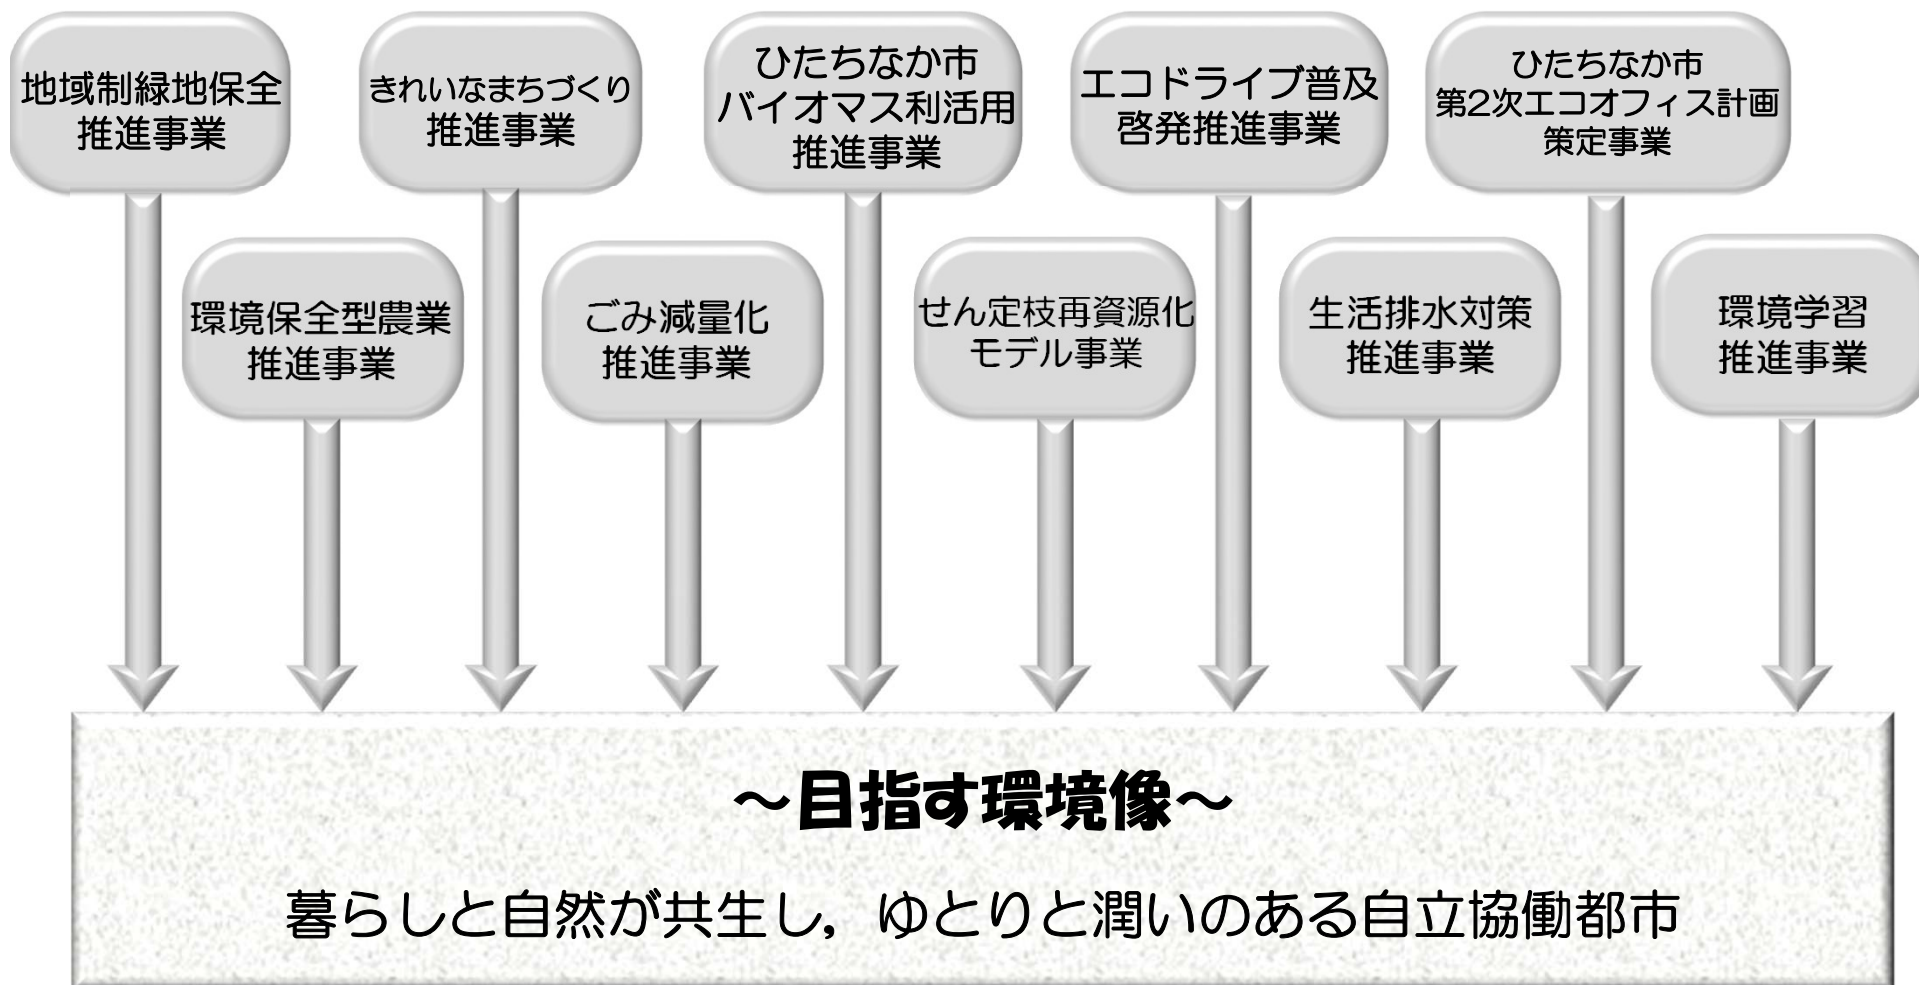 地域制緑地保全
推進事業
きれいなまちづくり
推進事業
ひたちなか市
バイオマス利活用
推進事業
エコドライブ普及
啓発推進事業
ひたちなか市
第2次エコオフィス計画
策定事業
環境保全型農業
推進事業
ごみ減量化
推進事業
せん定枝再資源化
モデル事業
生活排水対策
推進事業
環境学習
推進事業
～目指す環境像～
暮らしと自然が共生し，ゆとりと潤いのある自立協働都市